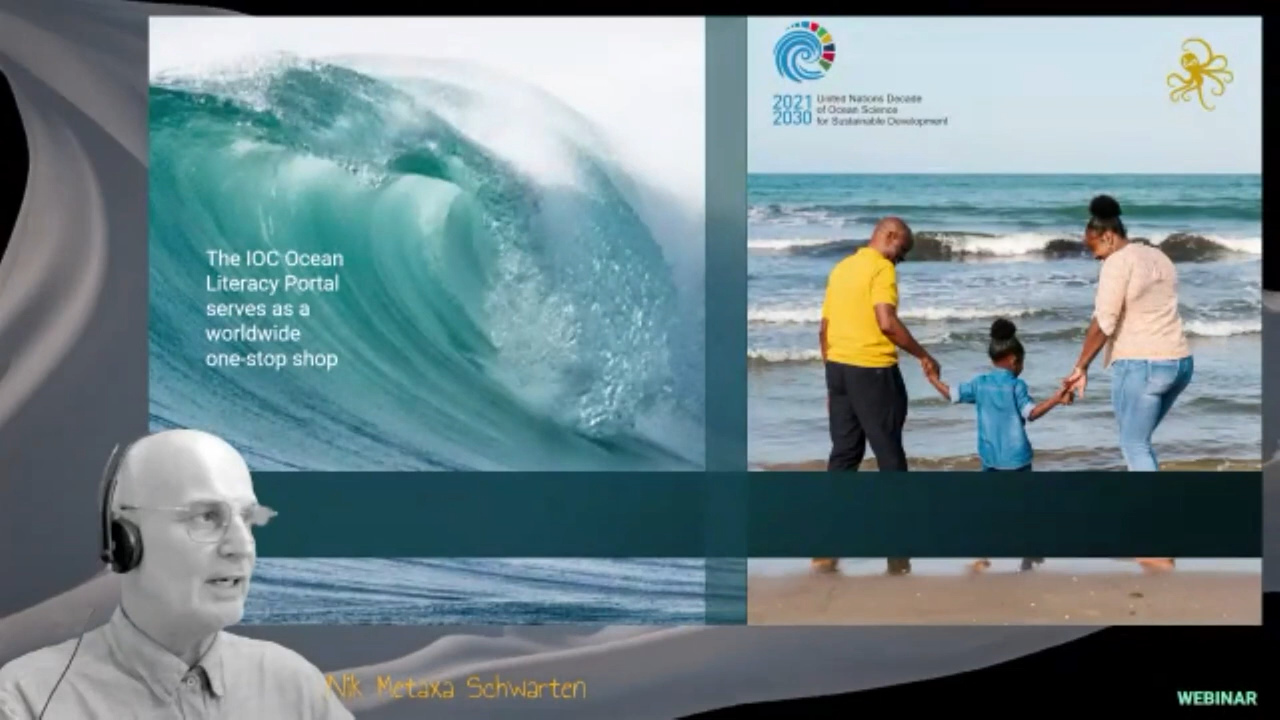 The IOC Ocean
Literacy Portal
serves as a
worldwide
one-stop shop
2021
2030
United Nations Decade
of Ocean Science
for Sustainable Development
Nik Metaxa Schwarten
WEBINAR